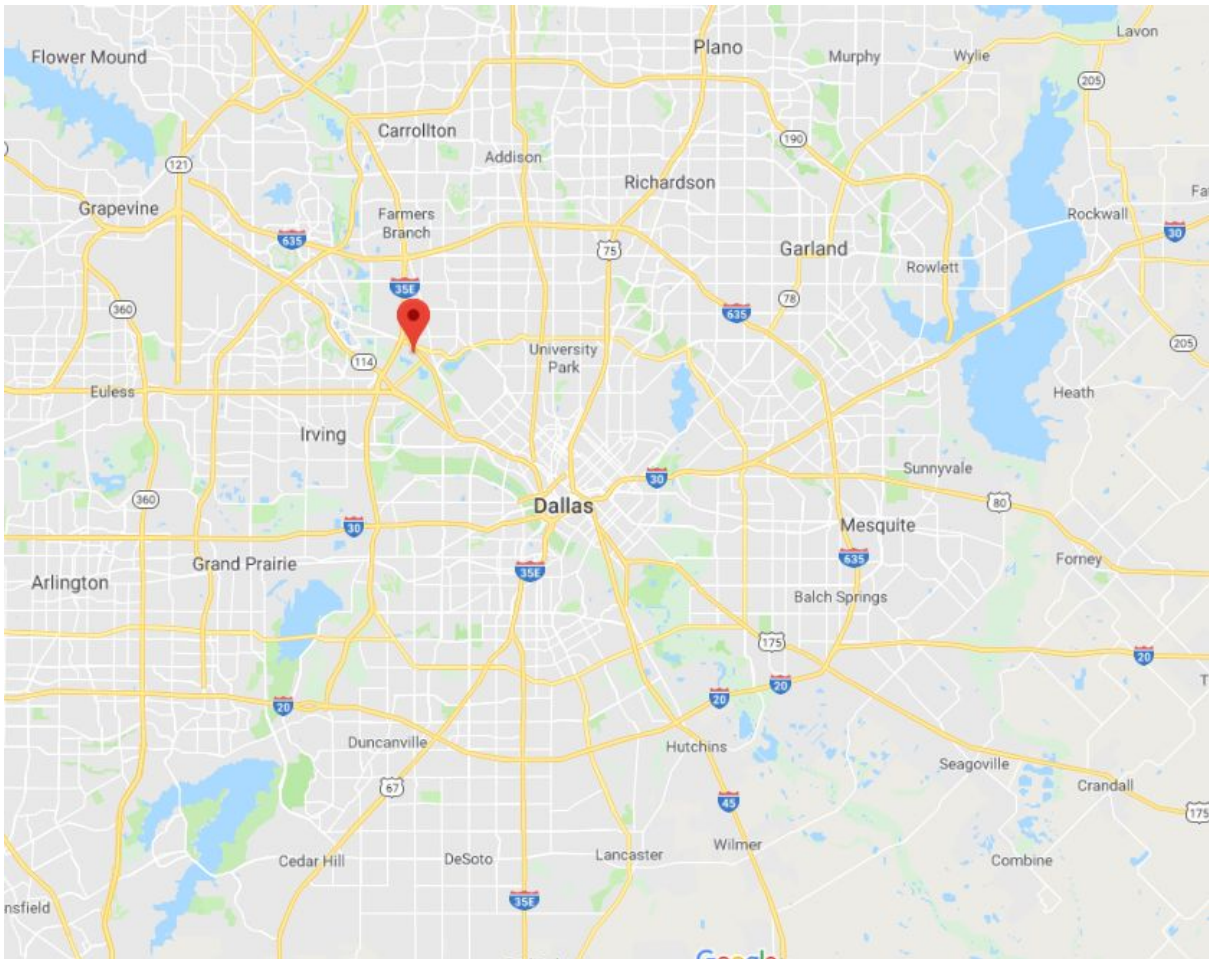 Lavon
Plano
Flower Mound
Murphy
Wylie
205
Carrollton
190
Addison
121
Richardson
Grapevine
Farmers
Branch
Rockwall
Fa
30
635
75
Garland
Rowlett
35E
78
360
635
205
University
Park
114
Euless
Heath
Irving
Sunnyvale
30
360
80
Dallas
Mesquite
30
Grand Prairie
635
Forney
35E
Arlington
Balch Springs
175
20
T
20
20
20
Duncanville
Hutchins
Seagoville
67
Crandall
45
175
Wilmer
Cedar Hill
DeSoto
Lancaster
Combine
35E
nsfield
Google